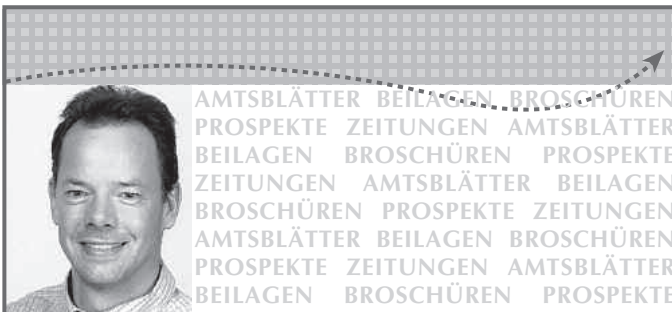 AMTSBLÄTTER BEILAGEN BROSCHÜREN
PROSPEKTE ZEITUNGEN AMTSBLÄTTER
BEILAGEN BROSCHÜREN PROSPEKTE
ZEITUNGEN AMTSBLÄTTER BEILAGEN
BROSCHÜREN PROSPEKTE ZEITUNGEN
AMTSBLÄTTER BEILAGEN BROSCHÜREN
PROSPEKTE ZEITUNGEN AMTSBLÄTTER
BEILAGEN BROSCHÜREN PROSPEKTE